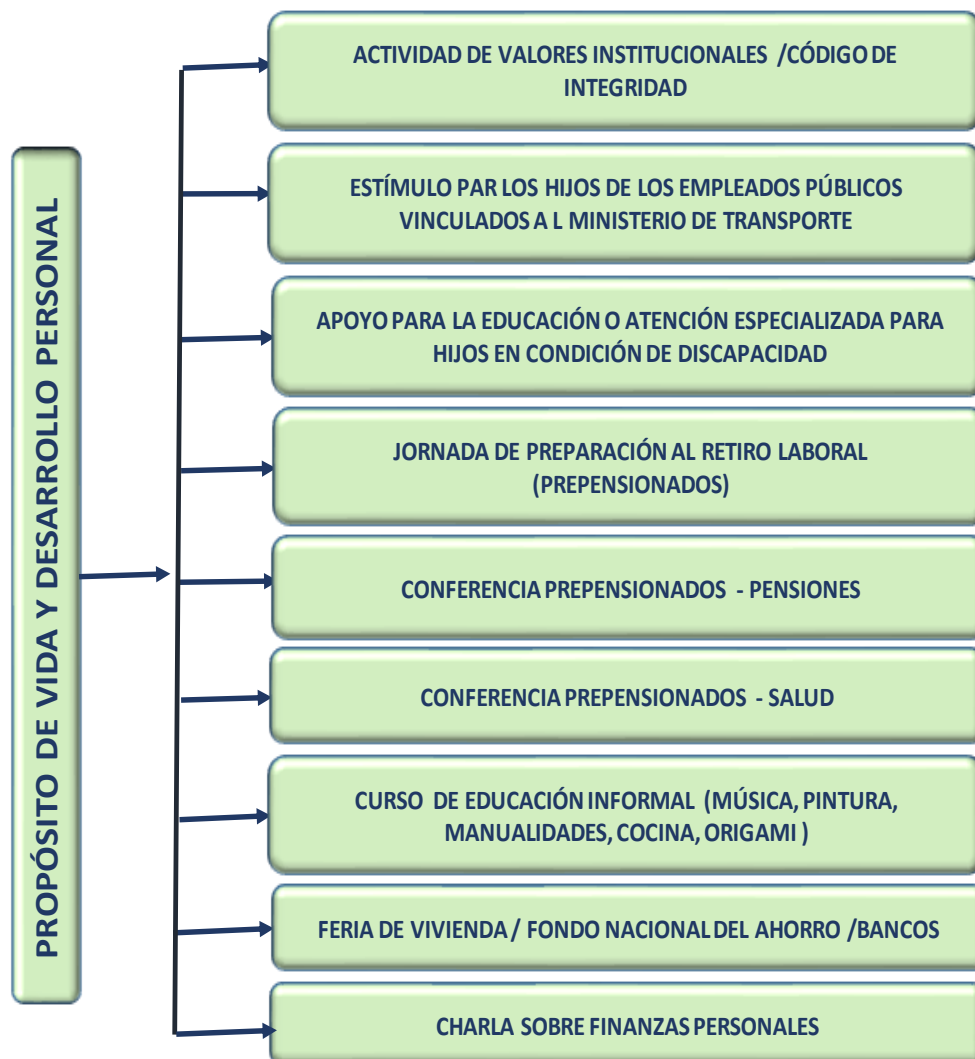 PROPÓSITO DE VIDA Y DESARROLLO PERSONAL
ACTIVIDAD DE VALORES INSTITUCIONALES /CÓDIGO DE
INTEGRIDAD
ESTÍMULO PAR LOS HIJOS DE LOS EMPLEADOS PÚBLICOS
VINCULADOS A L MINISTERIO DE TRANSPORTE
APOYO PARA LA EDUCACIÓN O ATENCIÓN ESPECIALIZADA PARA
HIJOS EN CONDICIÓN DE DISCAPACIDAD
JORNADA DE PREPARACIÓN AL RETIRO LABORAL
(PREPENSIONADOS)
CONFERENCIA PREPENSIONADOS - PENSIONES
CONFERENCIA PREPENSIONADOS - SALUD
CURSO DE EDUCACIÓN INFORMAL (MÚSICA, PINTURA,
MANUALIDADES, COCINA, ORIGAMI )
FERIA DE VIVIENDA / FONDO NACIONAL DEL AHORRO /BANCOS
CHARLA SOBRE FINANZAS PERSONALES